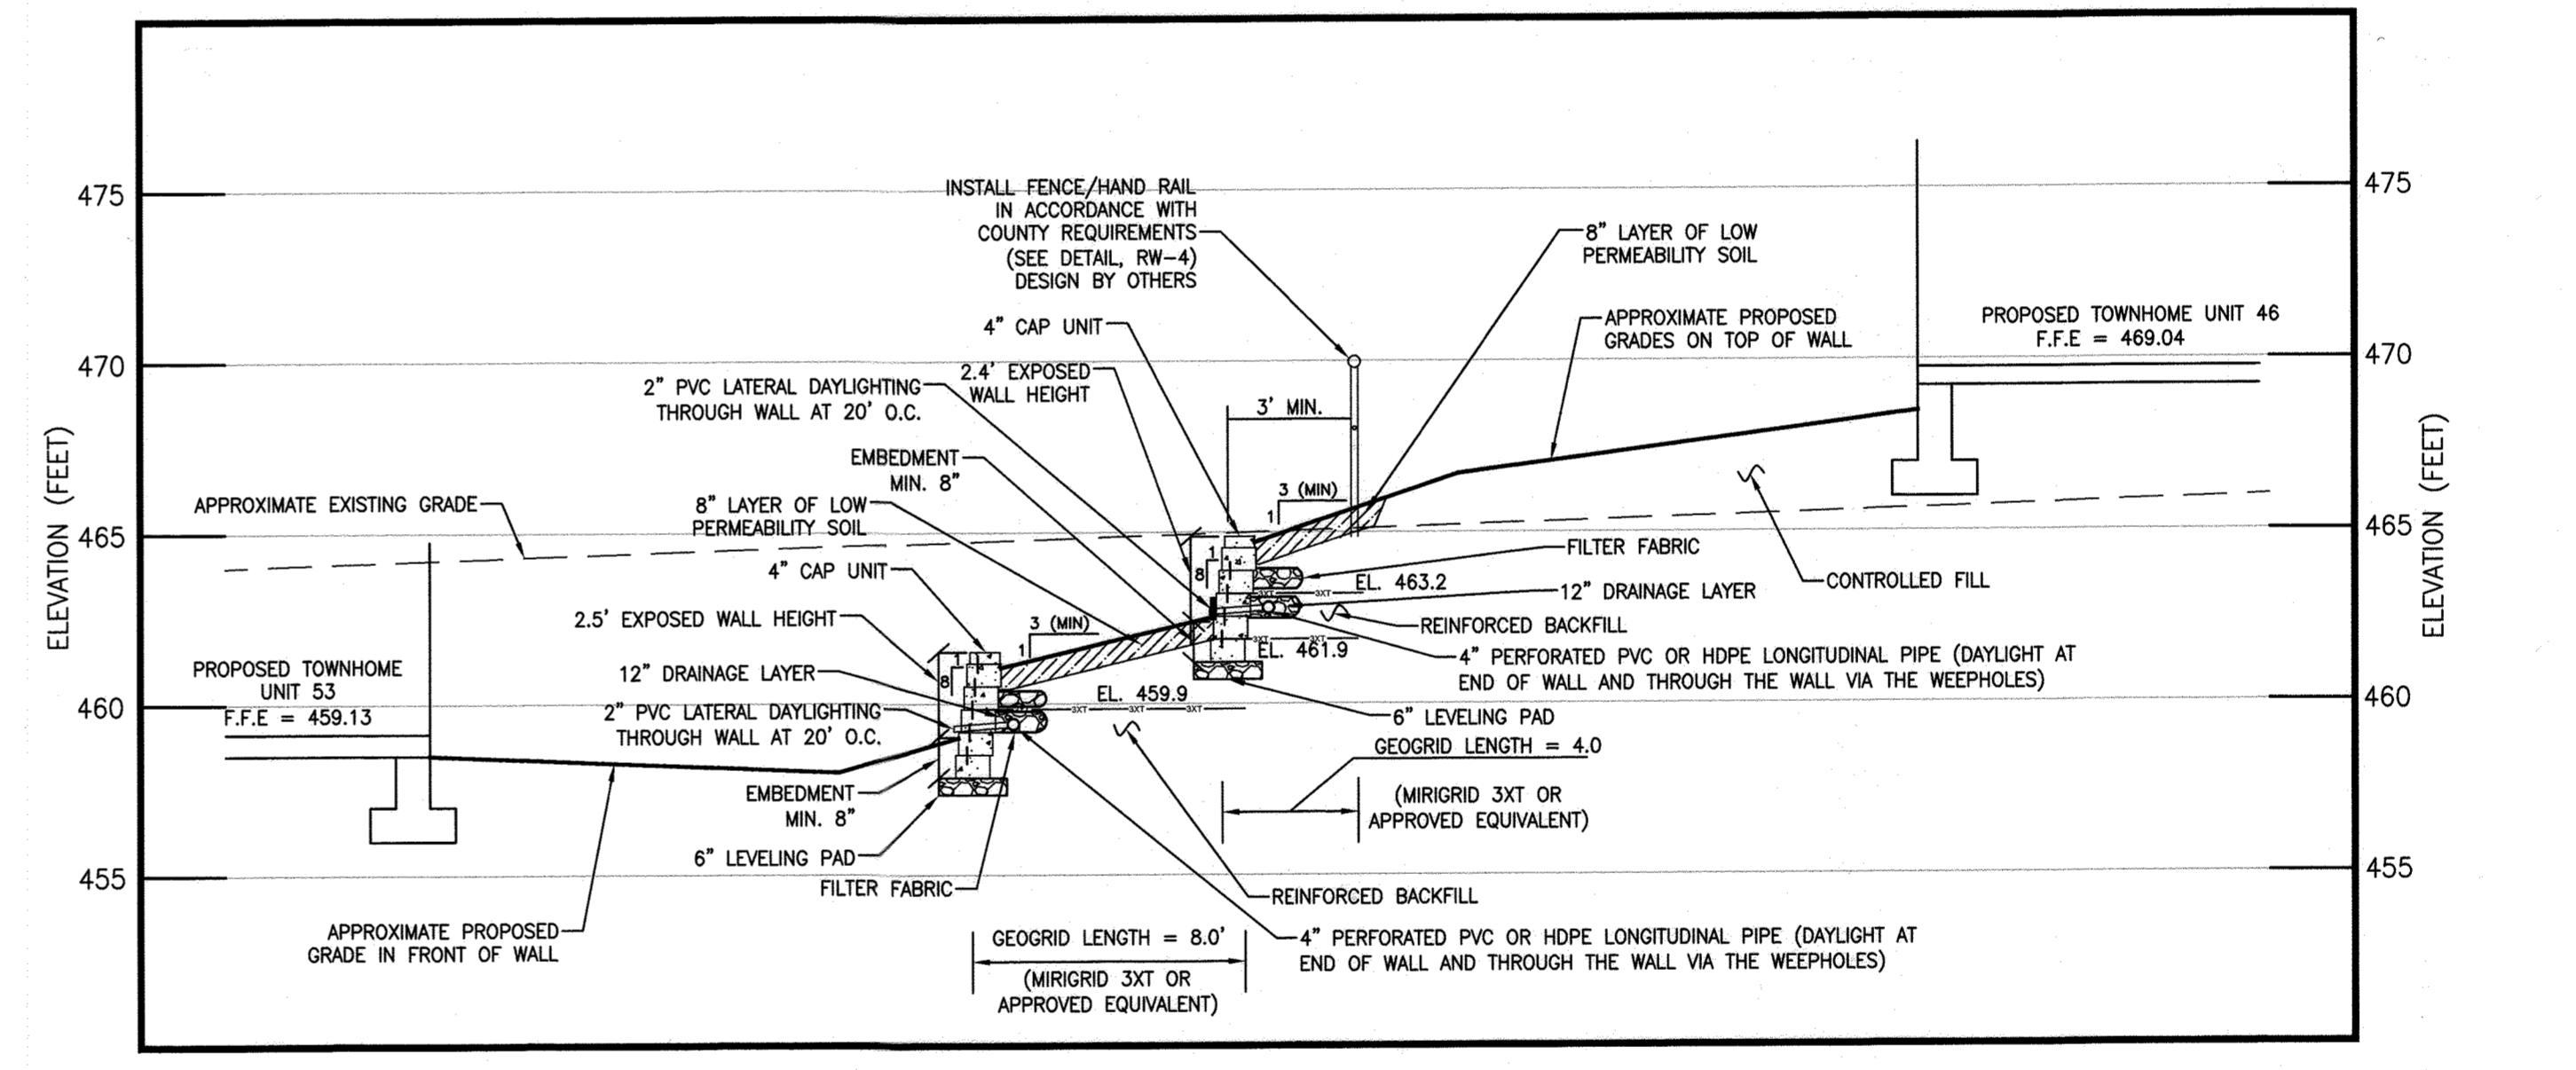 INSTALL FENCE/HAND RAIL
IN ACCORDANCE WITH
COUNTY REQUIREMENTS
(SEE DETAIL, RW-4)
DESIGN BY OTHERS
8" LAYER OF LOW
PERMEABILITY SOIL
4" CAP UNIT
APPROXIMATE PROPOSED
GRADES ON TOP OF WALL
PROPOSED TOWNHOME UNIT 46
F.F.E = 469.04
2.4' EXPOSED
WALL HEIGHT
2" PVC LATERAL DAYLIGHTING
THROUGH WALL AT 20' O.C.
3' MIN.
EMBEDMENT
MIN. 8"
APPROXIMATE EXISTING GRADE
8" LAYER OF LOW
PERMEABILITY SOIL
3 (MIN)
1
1
8
FILTER FABRIC
4" CAP UNIT
EL. 463.2
3XT
3XT
12" DRAINAGE LAYER
CONTROLLED FILL
2.5' EXPOSED WALL HEIGHT
3 (MIN)
1
REINFORCED BACKFILL
3XT
3XT
EL. 461.9
1
8
PROPOSED TOWNHOME
UNIT 53
F.F.E = 459.13
12" DRAINAGE LAYER
4" PERFORATED PVC OR HDPE LONGITUDINAL PIPE (DAYLIGHT AT
END OF WALL AND THROUGH THE WALL VIA THE WEEPHOLES)
EL. 459.9
3XT
3XT
3XT
2" PVC LATERAL DAYLIGHTING
THROUGH WALL AT 20' O.C.
6" LEVELING PAD
GEOGRID LENGTH = 4.0
(MIRIGRID 3XT OR
APPROVED EQUIVALENT)
EMBEDMENT
MIN. 8"
6" LEVELING PAD
FILTER FABRIC
REINFORCED BACKFILL
APPROXIMATE PROPOSED
GRADE IN FRONT OF WALL
GEOGRID LENGTH = 8.0'
(MIRIGRID 3XT OR
APPROVED EQUIVALENT)
4" PERFORATED PVC OR HDPE LONGITUDINAL PIPE (DAYLIGHT AT
END OF WALL AND THROUGH THE WALL VIA THE WEEPHOLES)
ELEVATION (FEET)
475
470
465
460
455
475
470
465
460
455
ELEVATION (FEET)